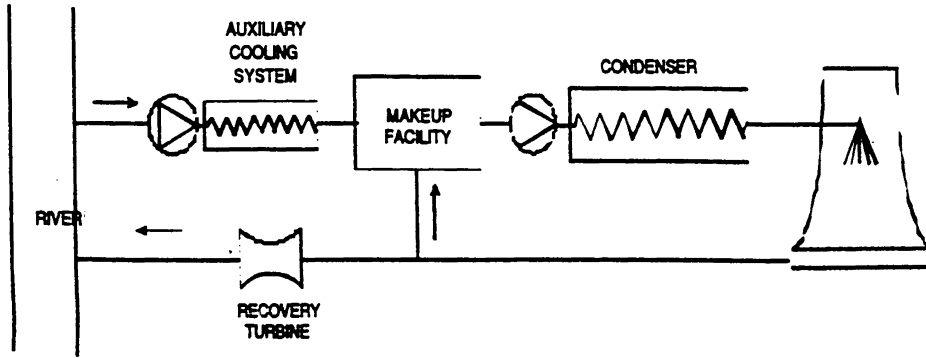 AUXILIARY
COOLING
SYSTEM
CONDENSER
MAKEUP
FACILITY
RIVER
RECOVERY
TURBINE